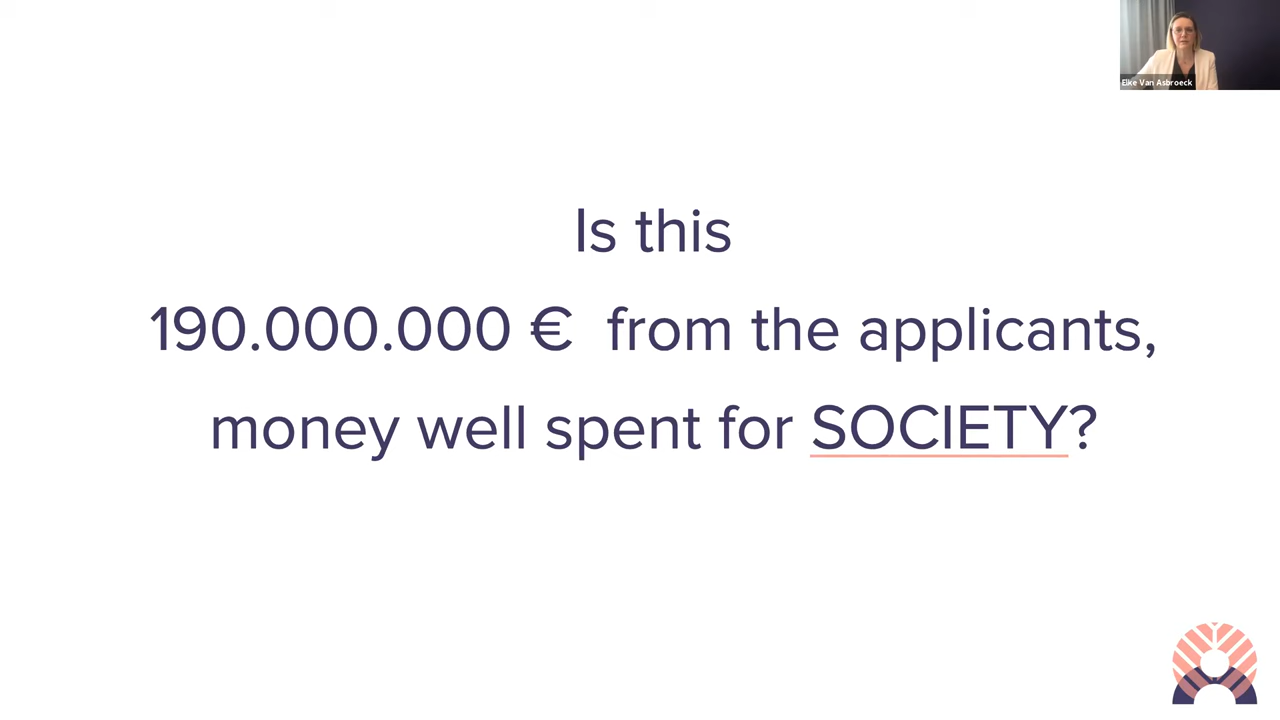 Elke Van Asbroeck
Is this
190.000.000 € from the applicants,
money well spent for SOCIETY?